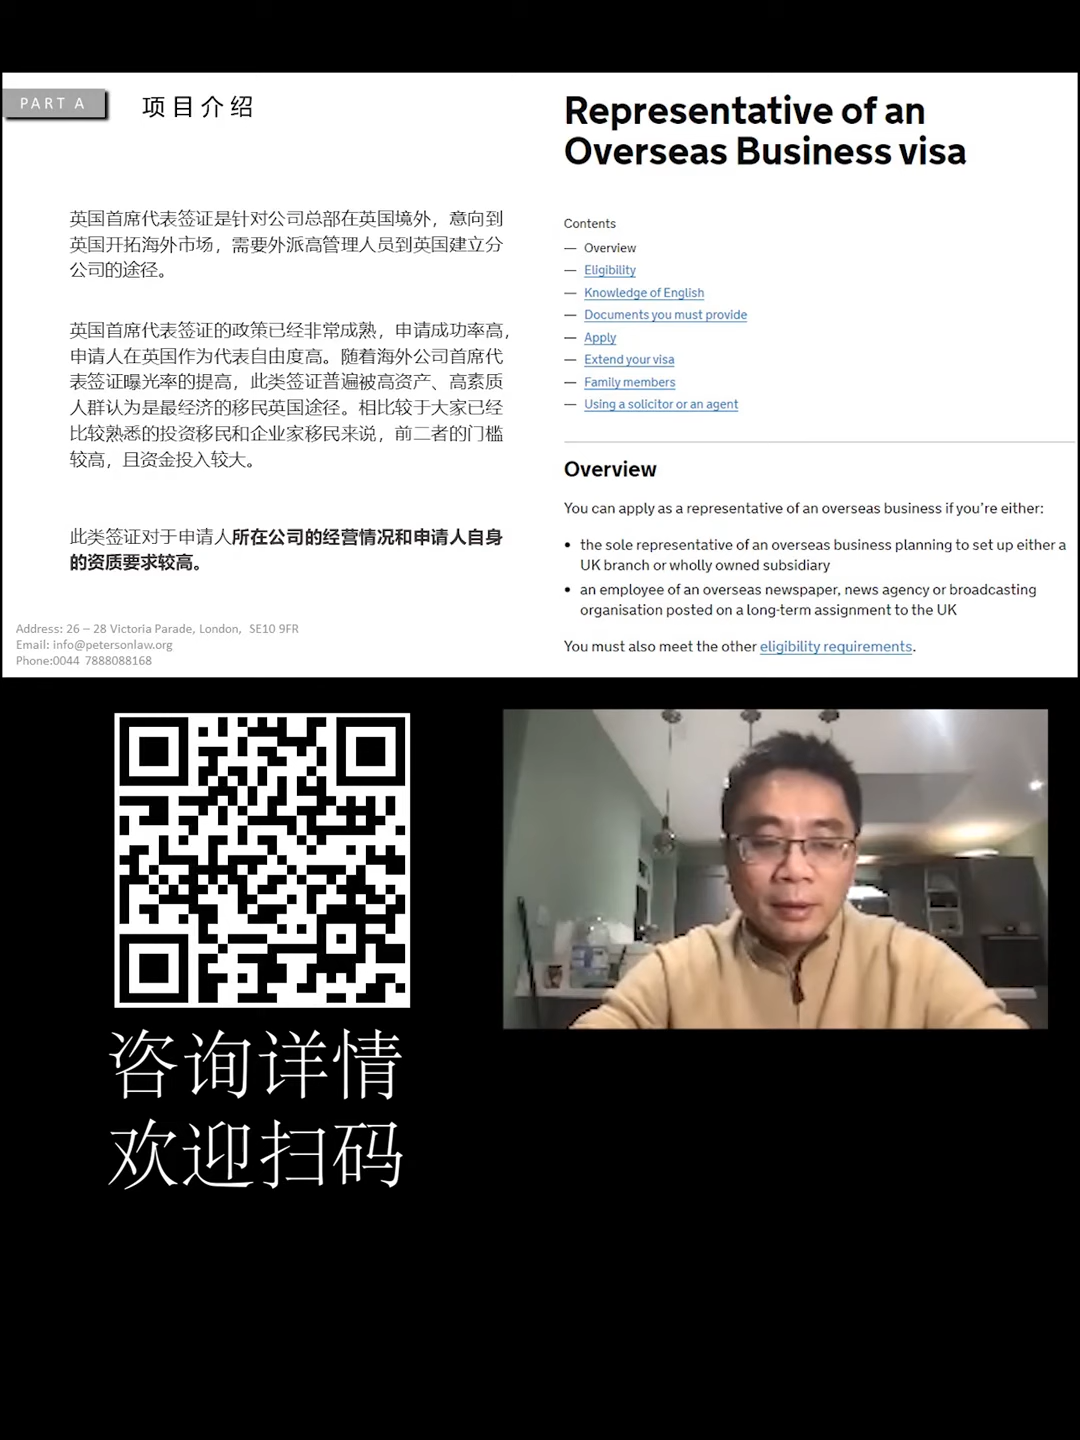 PART A
项目介绍
英国首席代表签证是针对公司总部在英国境外，意向到
英国开拓海外市场，需要外派高管理人员到英国建立分
公司的途径。
英国首席代表签证的政策已经非常成熟，申请成功率高，
申请人在英国作为代表自由度高。随着海外公司首席代
表签证曝光率的提高，此类签证普遍被高资产、高素质
人群认为是最经济的移民英国途径。相比较于大家已经
比较熟悉的投资移民和企业家移民来说，前二者的门槛
较高，且资金投入较大。
此类签证对于申请人所在公司的经营情况和申请人自身
的资质要求较高。
Address: 26 – 28 Victoria Parade, London, SE10 9FR
Email: info@petersonlaw.org
Phone:0044 7888088168
Representative of an
Overseas Business visa
Contents
— Overview
— Eligibility
— Knowledge of English
— Documents you must provide
— Apply
— Extend your visa
— Family members
— Using a solicitor or an agent
Overview
You can apply as a representative of an overseas business if you’re either:
• the sole representative of an overseas business planning to set up either a
UK branch or wholly owned subsidiary
• an employee of an overseas newspaper, news agency or broadcasting
organisation posted on a long-term assignment to the UK
You must also meet the other eligibility requirements.
咨询详情
欢迎扫码